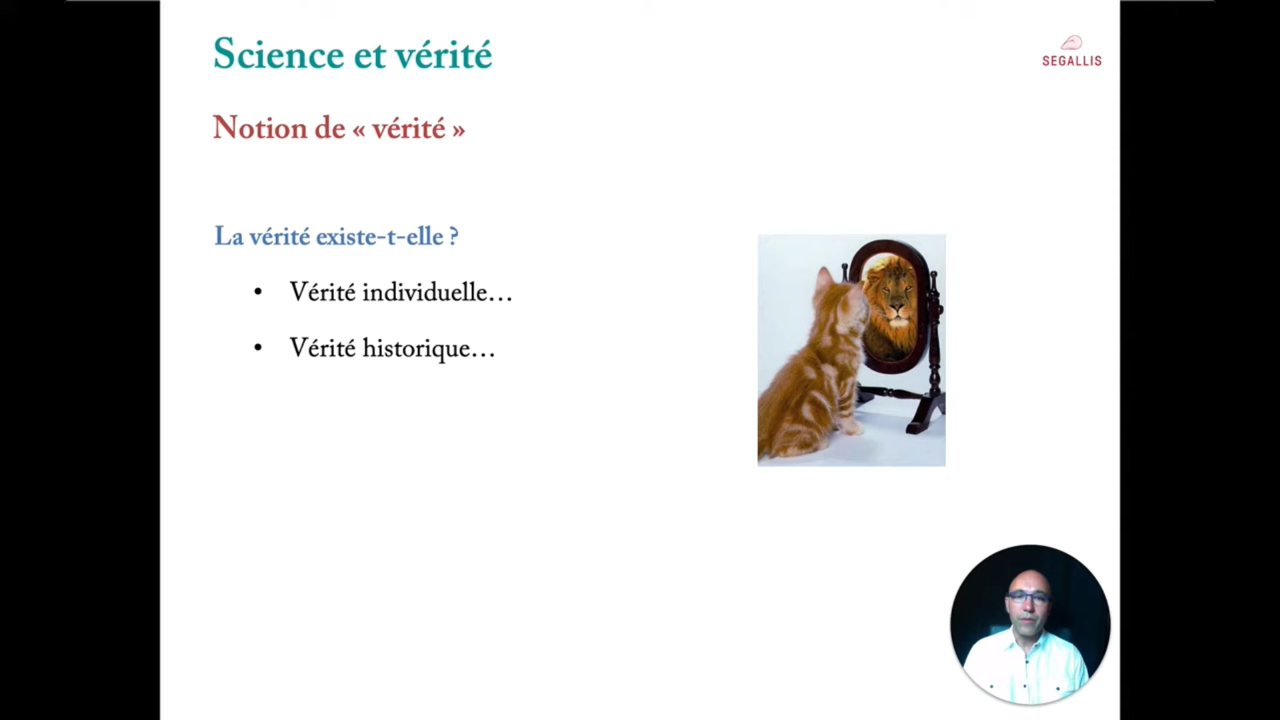 Science et vérité
SEGALLIS
Notion de « vérité »
La vérité existe-t-elle ?
• Vérité individuelle…
• Vérité historique…